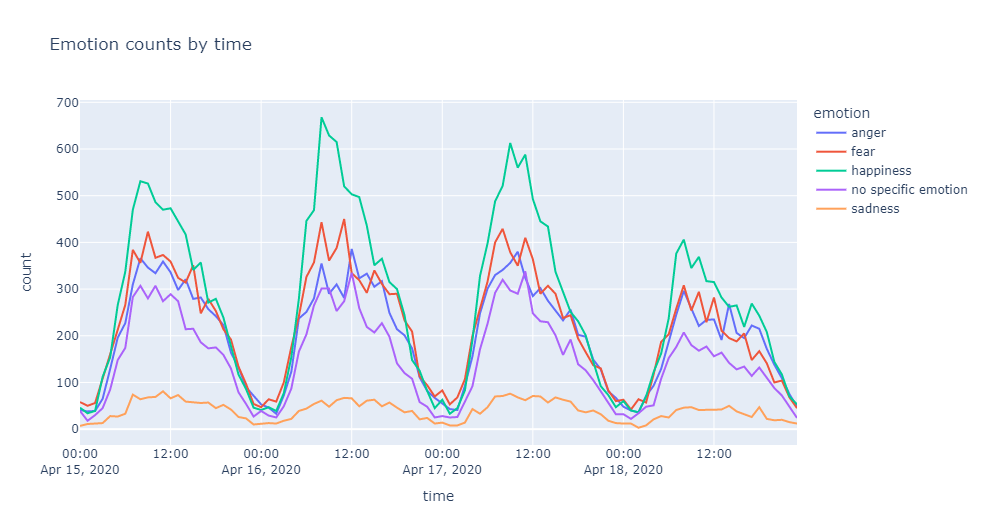 Emotion counts by time
emotion
anger
fear
happiness
no specific emotion
sadness
count
700
600
500
400
300
200
100
0
00:00 12:00 00:00 12:00 00:00 12:00 00:00 12:00
Apr 15, 2020 Apr 16, 2020 Apr 17, 2020 Apr 18, 2020
time